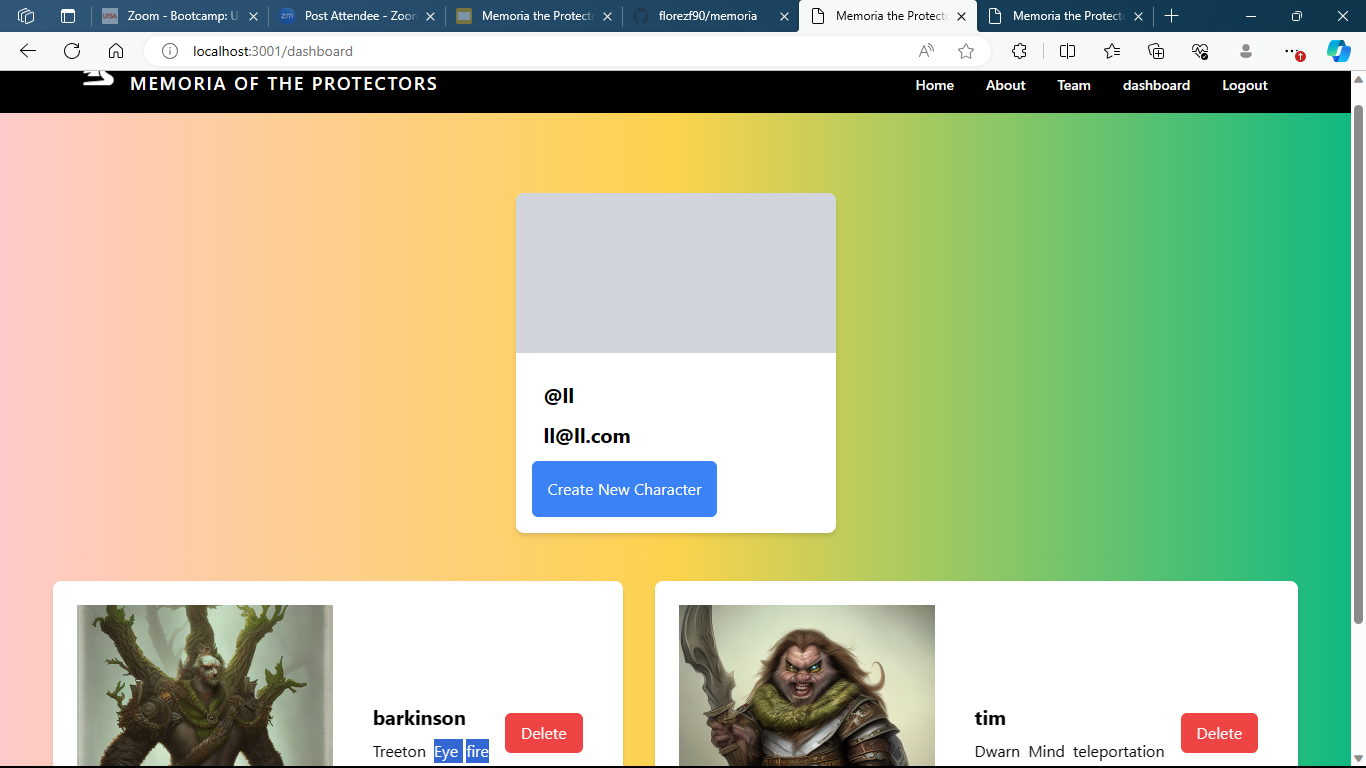 Zoom - Bootcamp: U
Post Attendee - Zoom
Memoria the Protect
florezf90/memoria
Memoria the Protect
Memoria the Protect
localhost:3001/dashboard
MEMORIA OF THE PROTECTORS
Home About Team dashboard Logout
@ll
ll@ll.com
Create New Character
barkinson
Treeton Eye fire
Delete
tim
Dwarn Mind teleportation
Delete